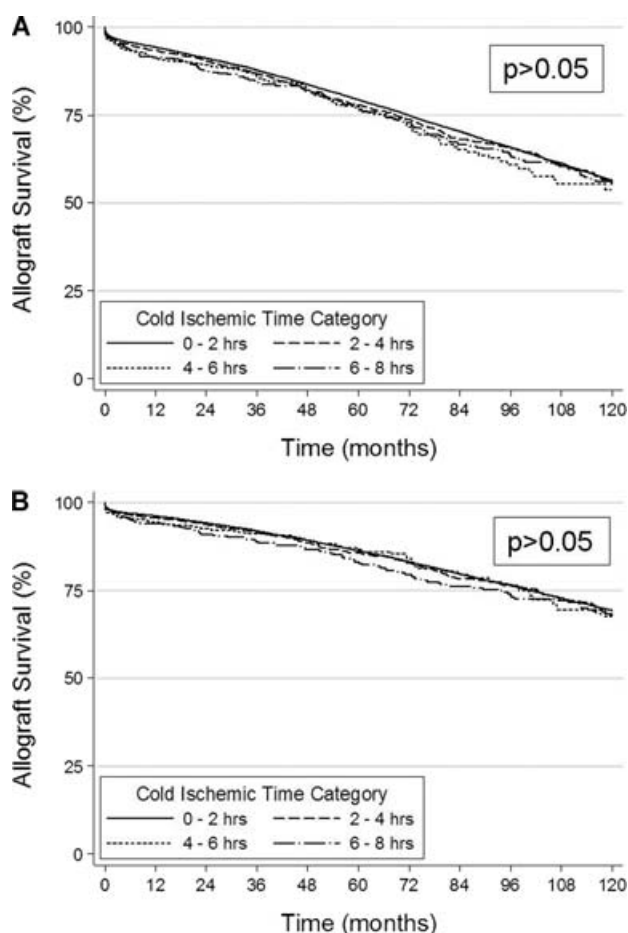 A
100
75
50
25
0
Allograft Survival (%)
p>0.05
Cold Ischemic Time Category
0 - 2 hrs 2 - 4 hrs
4 - 6 hrs 6 - 8 hrs
0 12 24 36 48 60 72 84 96 108 120
Time (months)
B
100
75
50
25
0
Allograft Survival (%)
p>0.05
Cold Ischemic Time Category
0 - 2 hrs 2 - 4 hrs
4 - 6 hrs 6 - 8 hrs
0 12 24 36 48 60 72 84 96 108 120
Time (months)